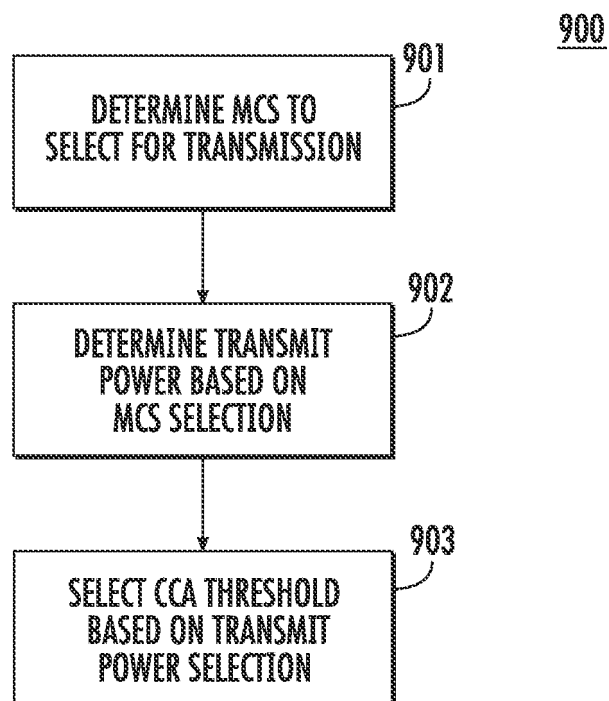 900
901
DETERMINE MCS TO
SELECT FOR TRANSMISSION
902
DETERMINE TRANSMIT
POWER BASED ON
MCS SELECTION
903
SELECT CCA THRESHOLD
BASED ON TRANSMIT
POWER SELECTION